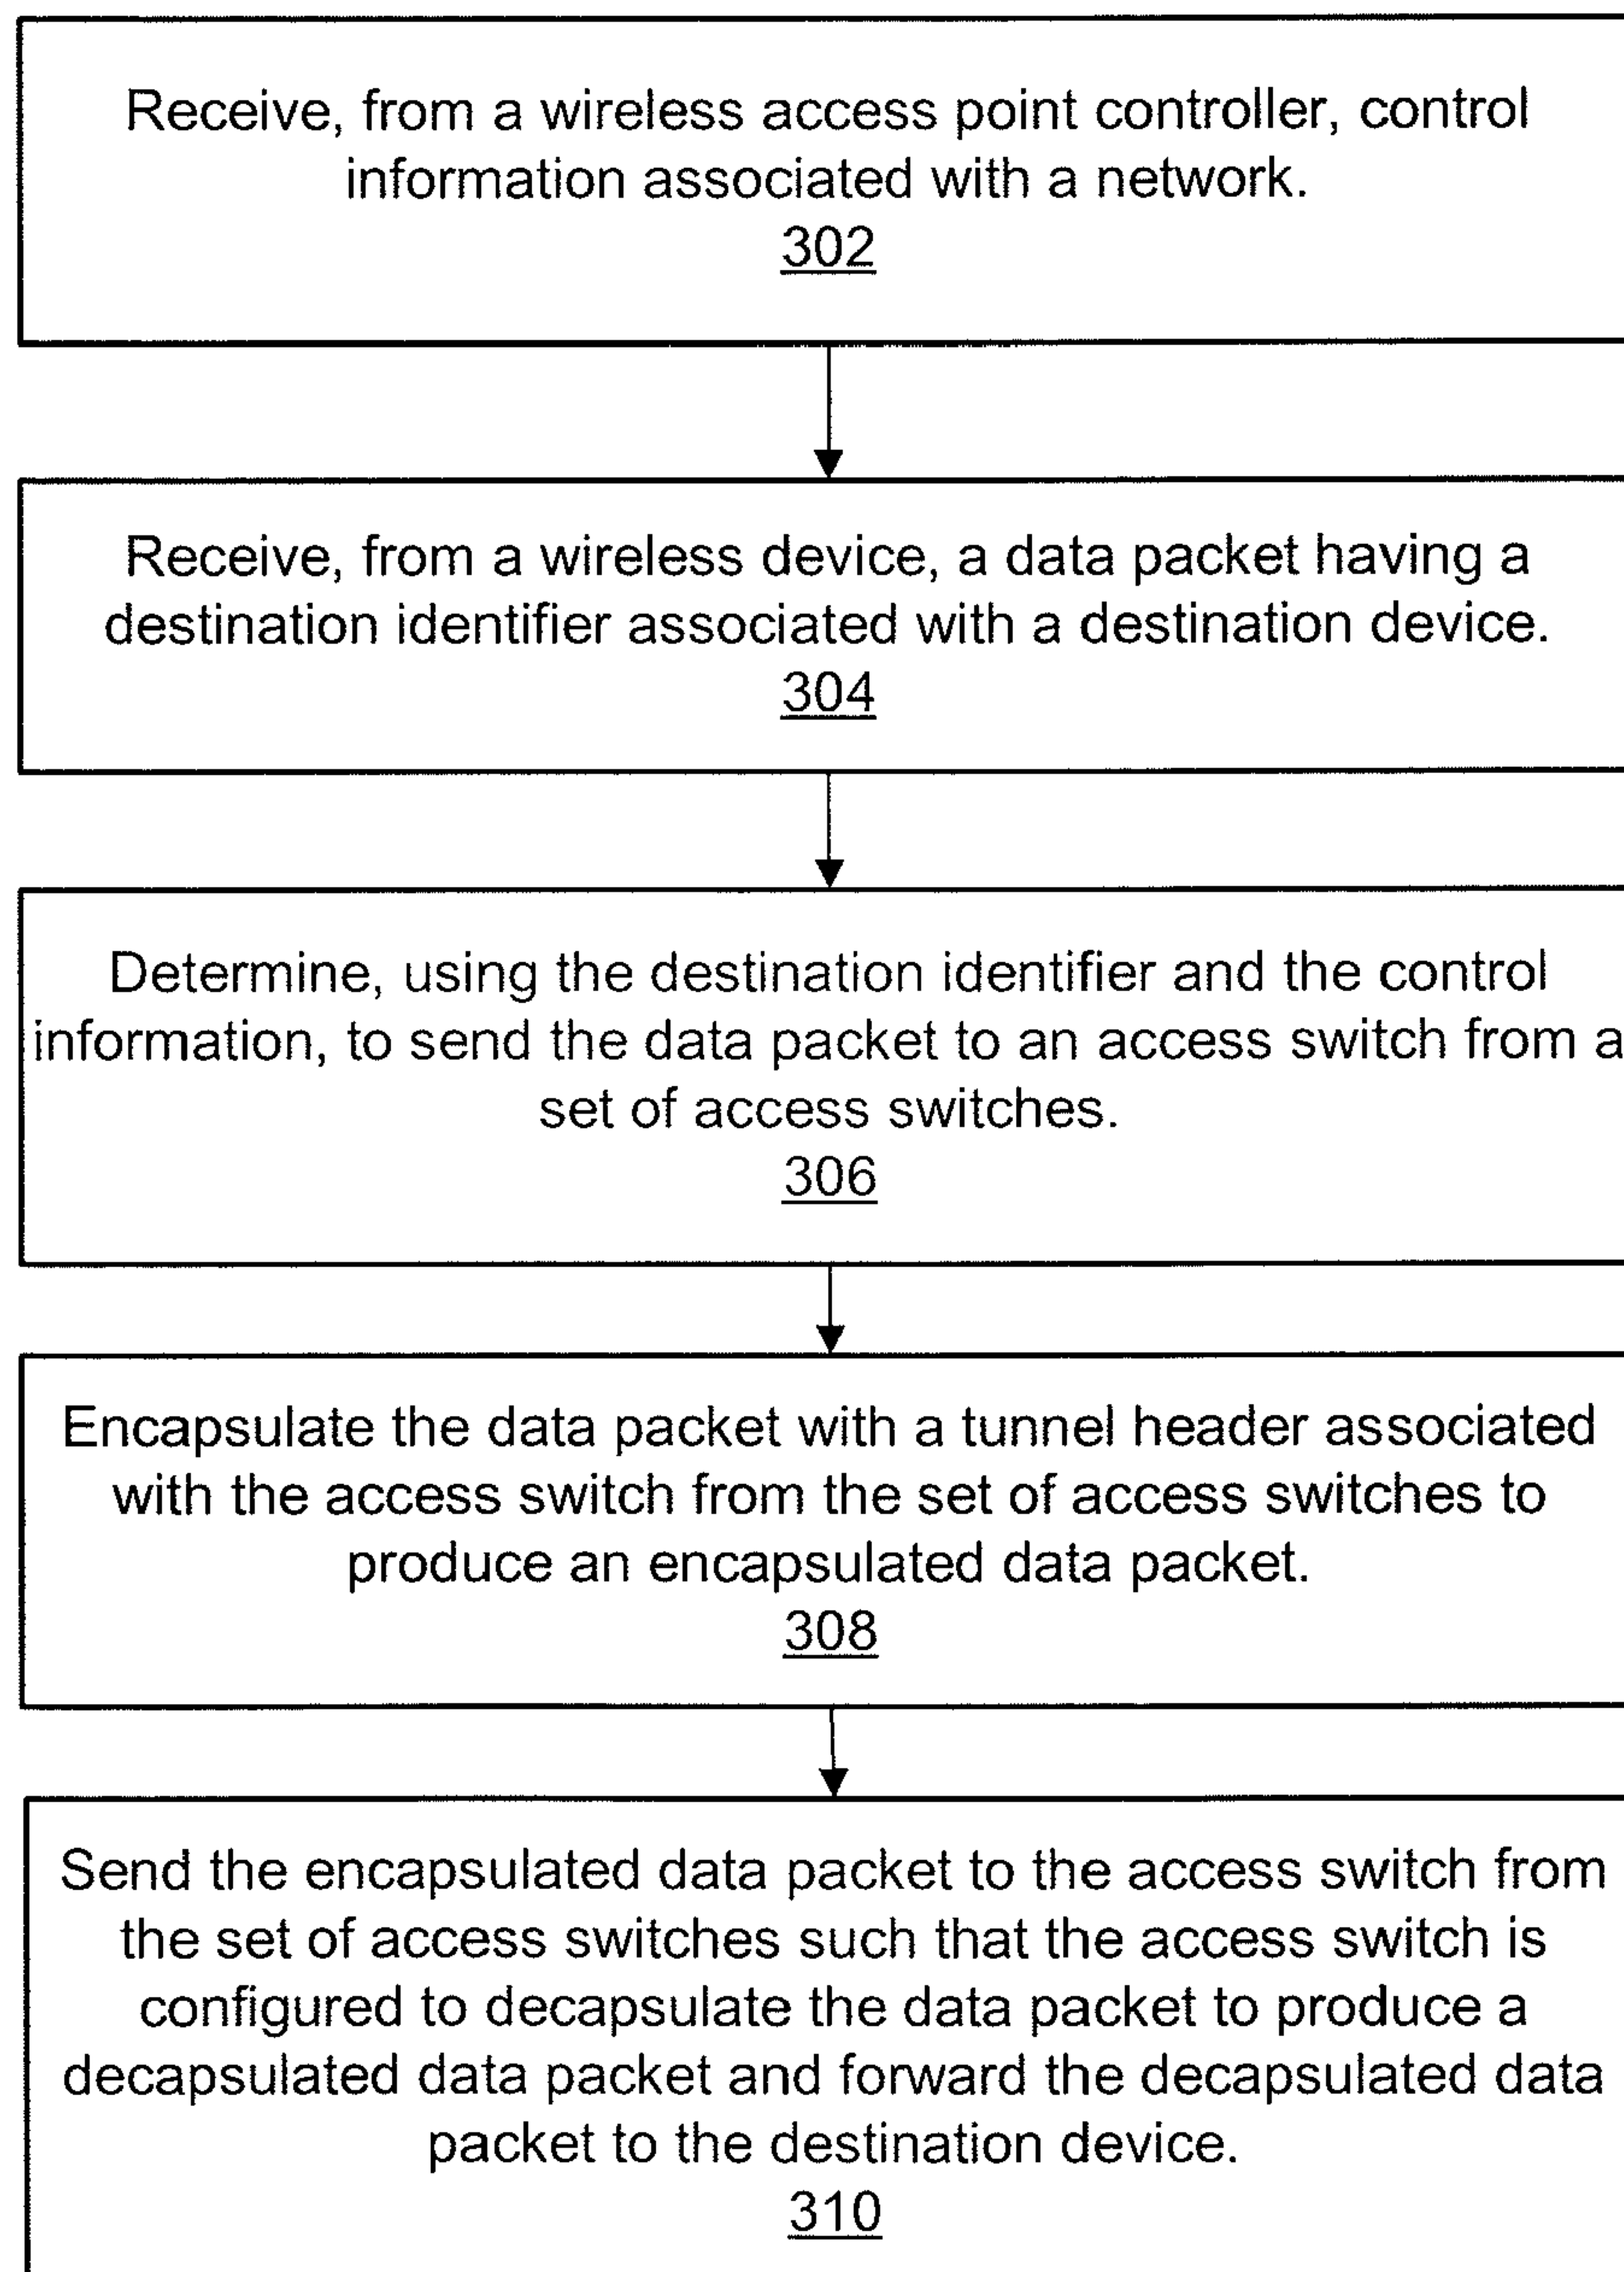 Receive, from a wireless access point controller, control
information associated with a network.
302
Receive, from a wireless device, a data packet having a
destination identifier associated with a destination device.
304
Determine, using the destination identifier and the control
information, to send the data packet to an access switch from a
set of access switches.
306
Encapsulate the data packet with a tunnel header associated
with the access switch from the set of access switches to
produce an encapsulated data packet.
308
Send the encapsulated data packet to the access switch from
the set of access switches such that the access switch is
configured to decapsulate the data packet to produce a
decapsulated data packet and forward the decapsulated data
packet to the destination device.
310